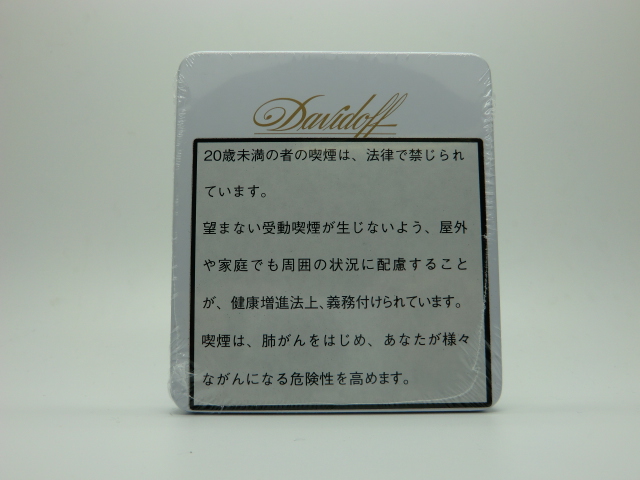 Davidoff
20歳未満の者の喫煙は、法律で禁じられ
ています。
望まない受動喫煙が生じないよう、屋外
や家庭でも周囲の状況に配慮すること
が、健康増進法上、義務付けられています。
喫煙は、肺がんをはじめ、あなたが様々
ながんになる危険性を高めます。